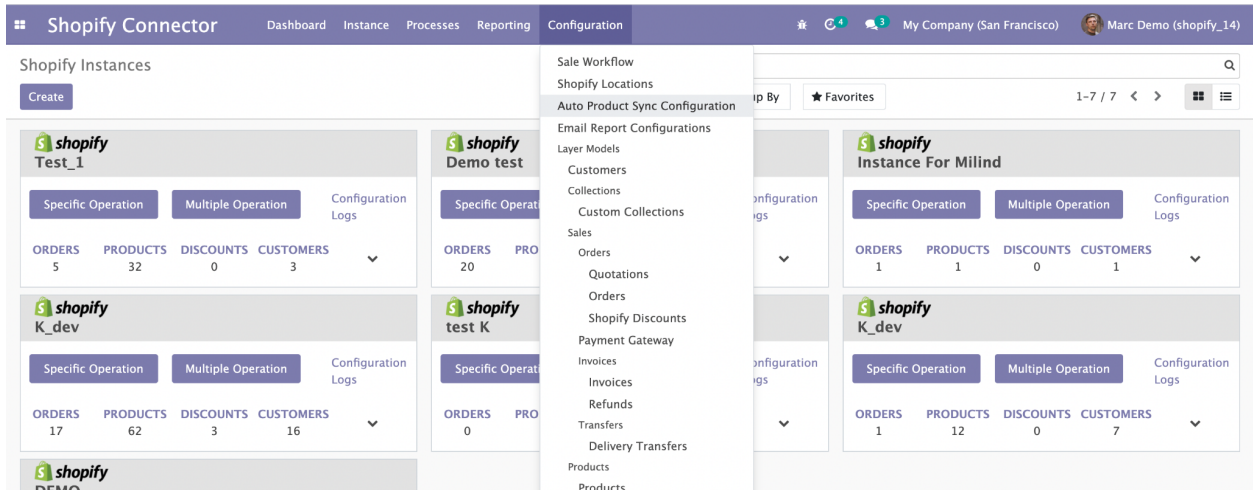 Shopify Connector Dashboard Instance Processes Reporting Configuration 4 3 My Company (San Francisco) Marc Demo (shopify_14)
Shopify Instances
Create
Favorites
1-7 / 7
Sale Workflow
Shopify Locations
Auto Product Sync Configuration
Email Report Configurations
Layer Models
Customers
Collections
Custom Collections
Sales
Orders
Quotations
Orders
Shopify Discounts
Payment Gateway
Invoices
Invoices
Refunds
Transfers
Delivery Transfers
Products
Products
shopify
Test_1
Specific Operation Multiple Operation Configuration
Logs
ORDERS PRODUCTS DISCOUNTS CUSTOMERS
5 32 0 3
shopify
Demo test
Specific
ORDERS
20
shopify
Instance For Milind
Specific Operation Multiple Operation Configuration
Logs
ORDERS PRODUCTS DISCOUNTS CUSTOMERS
1 1 0 1
shopify
K_dev
Specific Operation Multiple Operation Configuration
Logs
ORDERS PRODUCTS DISCOUNTS CUSTOMERS
17 62 3 16
shopify
test K
Specific
ORDERS
0
shopify
K_dev
Specific Operation Multiple Operation Configuration
Logs
ORDERS PRODUCTS DISCOUNTS CUSTOMERS
1 12 0 7
shopify
DEMO